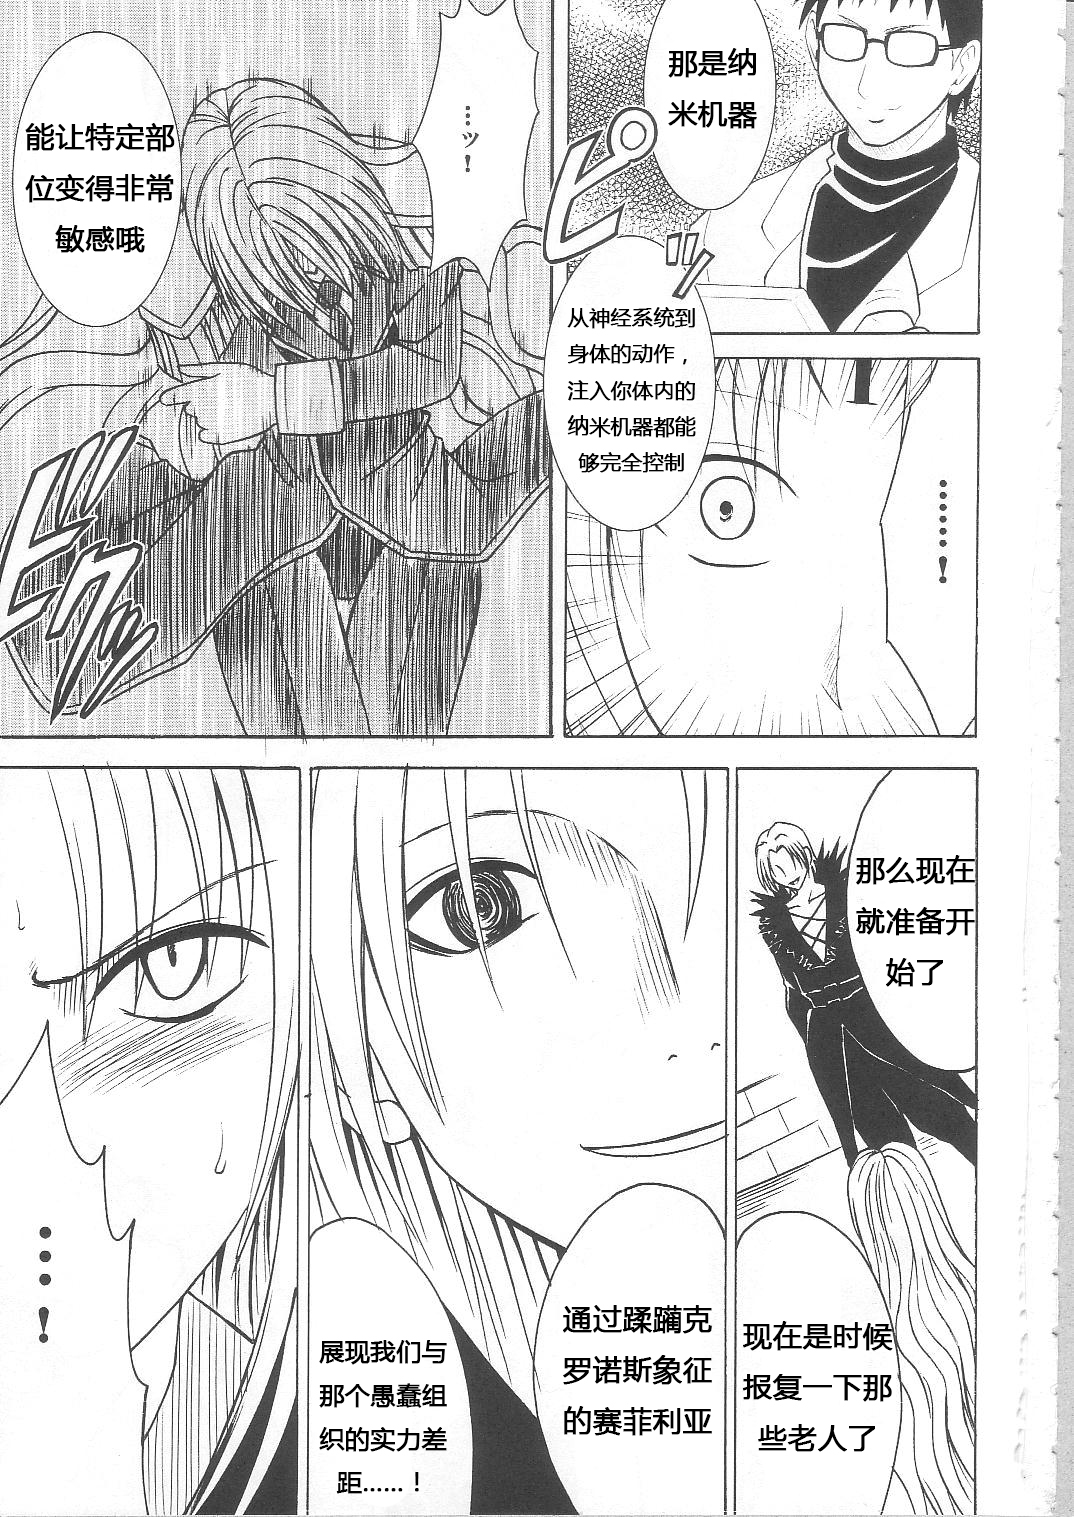 那是纳
米机器
ピピッ
从神经系统到
身体的动作，
注入你体内的
纳米机器都能
够完全控制
………！
…ッ！
能让特定部
位变得非常
敏感哦
ドクンッ
那么现在
就准备开
始了
现在是时候
报复一下那
些老人了
通过蹂躏克
罗诺斯象征
的赛菲利亚
展现我们与
那个愚蠢组
织的实力差
距……！
…！